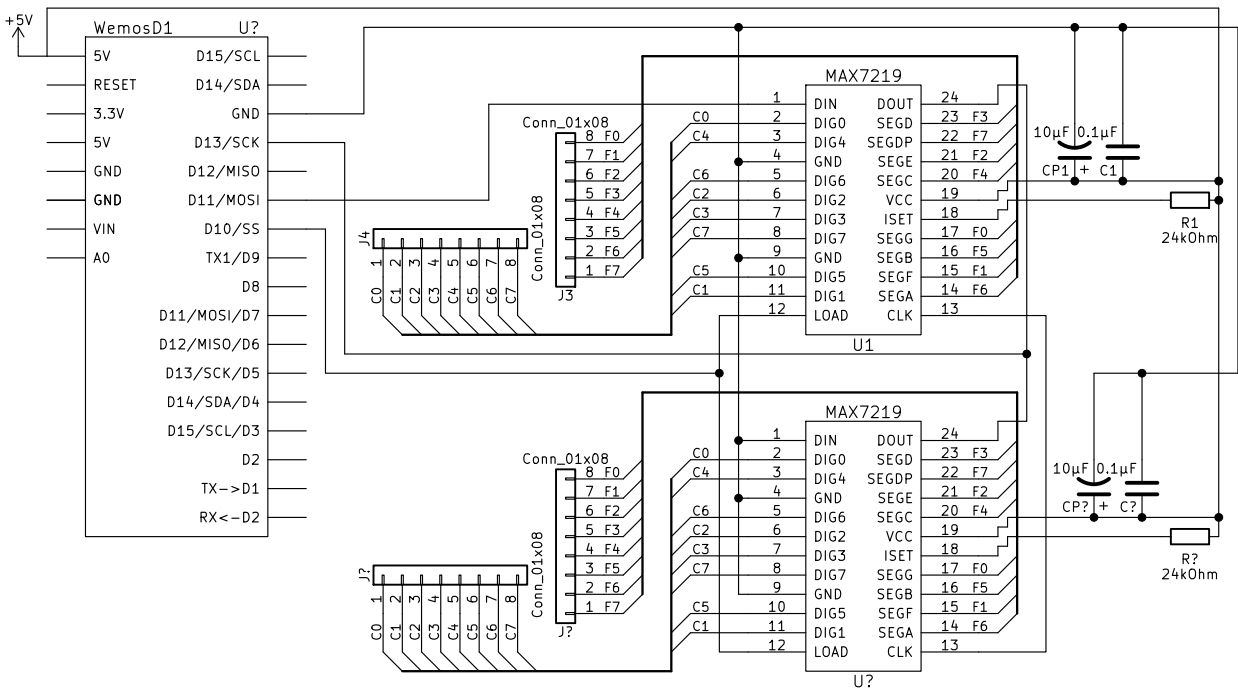 +5V
WemosD1 U?
5V D15/SCL
RESET D14/SDA
3.3V GND
5V D13/SCK
GND D12/MISO
GND D11/MOSI
VIN D10/SS
A0 TX1/D9
D8
D11/MOSI/D7
D12/MISO/D6
D13/SCK/D5
D14/SDA/D4
D15/SCL/D3
D2
TX->D1
RX<-D2
J4
1 2 3 4 5 6 7 8
C0 C1 C2 C3 C4 C5 C6 C7
Conn_01x08
Conn_01x08
8 F0
7 F1
6 F2
5 F3
4 F4
3 F5
2 F6
1 F7
J3
MAX7219
1 DIN DOUT 24
C0 2 DIG0 SEGD 23 F3
C4 3 DIG4 SEGDP 22 F7
4 GND SEGE 21 F2
C6 5 DIG6 SEGC 20 F4
C2 6 DIG2 VCC 19
C3 7 DIG3 ISET 18
C7 8 DIG7 SEGG 17 F0
9 GND SEGB 16 F5
C5 10 DIG5 SEGF 15 F1
C1 11 DIG1 SEGA 14 F6
12 LOAD CLK 13
U1
10µF 0.1µF
CP1 + C1
R1
24kOhm
J?
1 2 3 4 5 6 7 8
C0 C1 C2 C3 C4 C5 C6 C7
Conn_01x08
Conn_01x08
8 F0
7 F1
6 F2
5 F3
4 F4
3 F5
2 F6
1 F7
J?
MAX7219
1 DIN DOUT 24
C0 2 DIG0 SEGD 23 F3
C4 3 DIG4 SEGDP 22 F7
4 GND SEGE 21 F2
C6 5 DIG6 SEGC 20 F4
C2 6 DIG2 VCC 19
C3 7 DIG3 ISET 18
C7 8 DIG7 SEGG 17 F0
9 GND SEGB 16 F5
C5 10 DIG5 SEGF 15 F1
C1 11 DIG1 SEGA 14 F6
12 LOAD CLK 13
U?
10µF 0.1µF
CP? + C?
R?
24kOhm